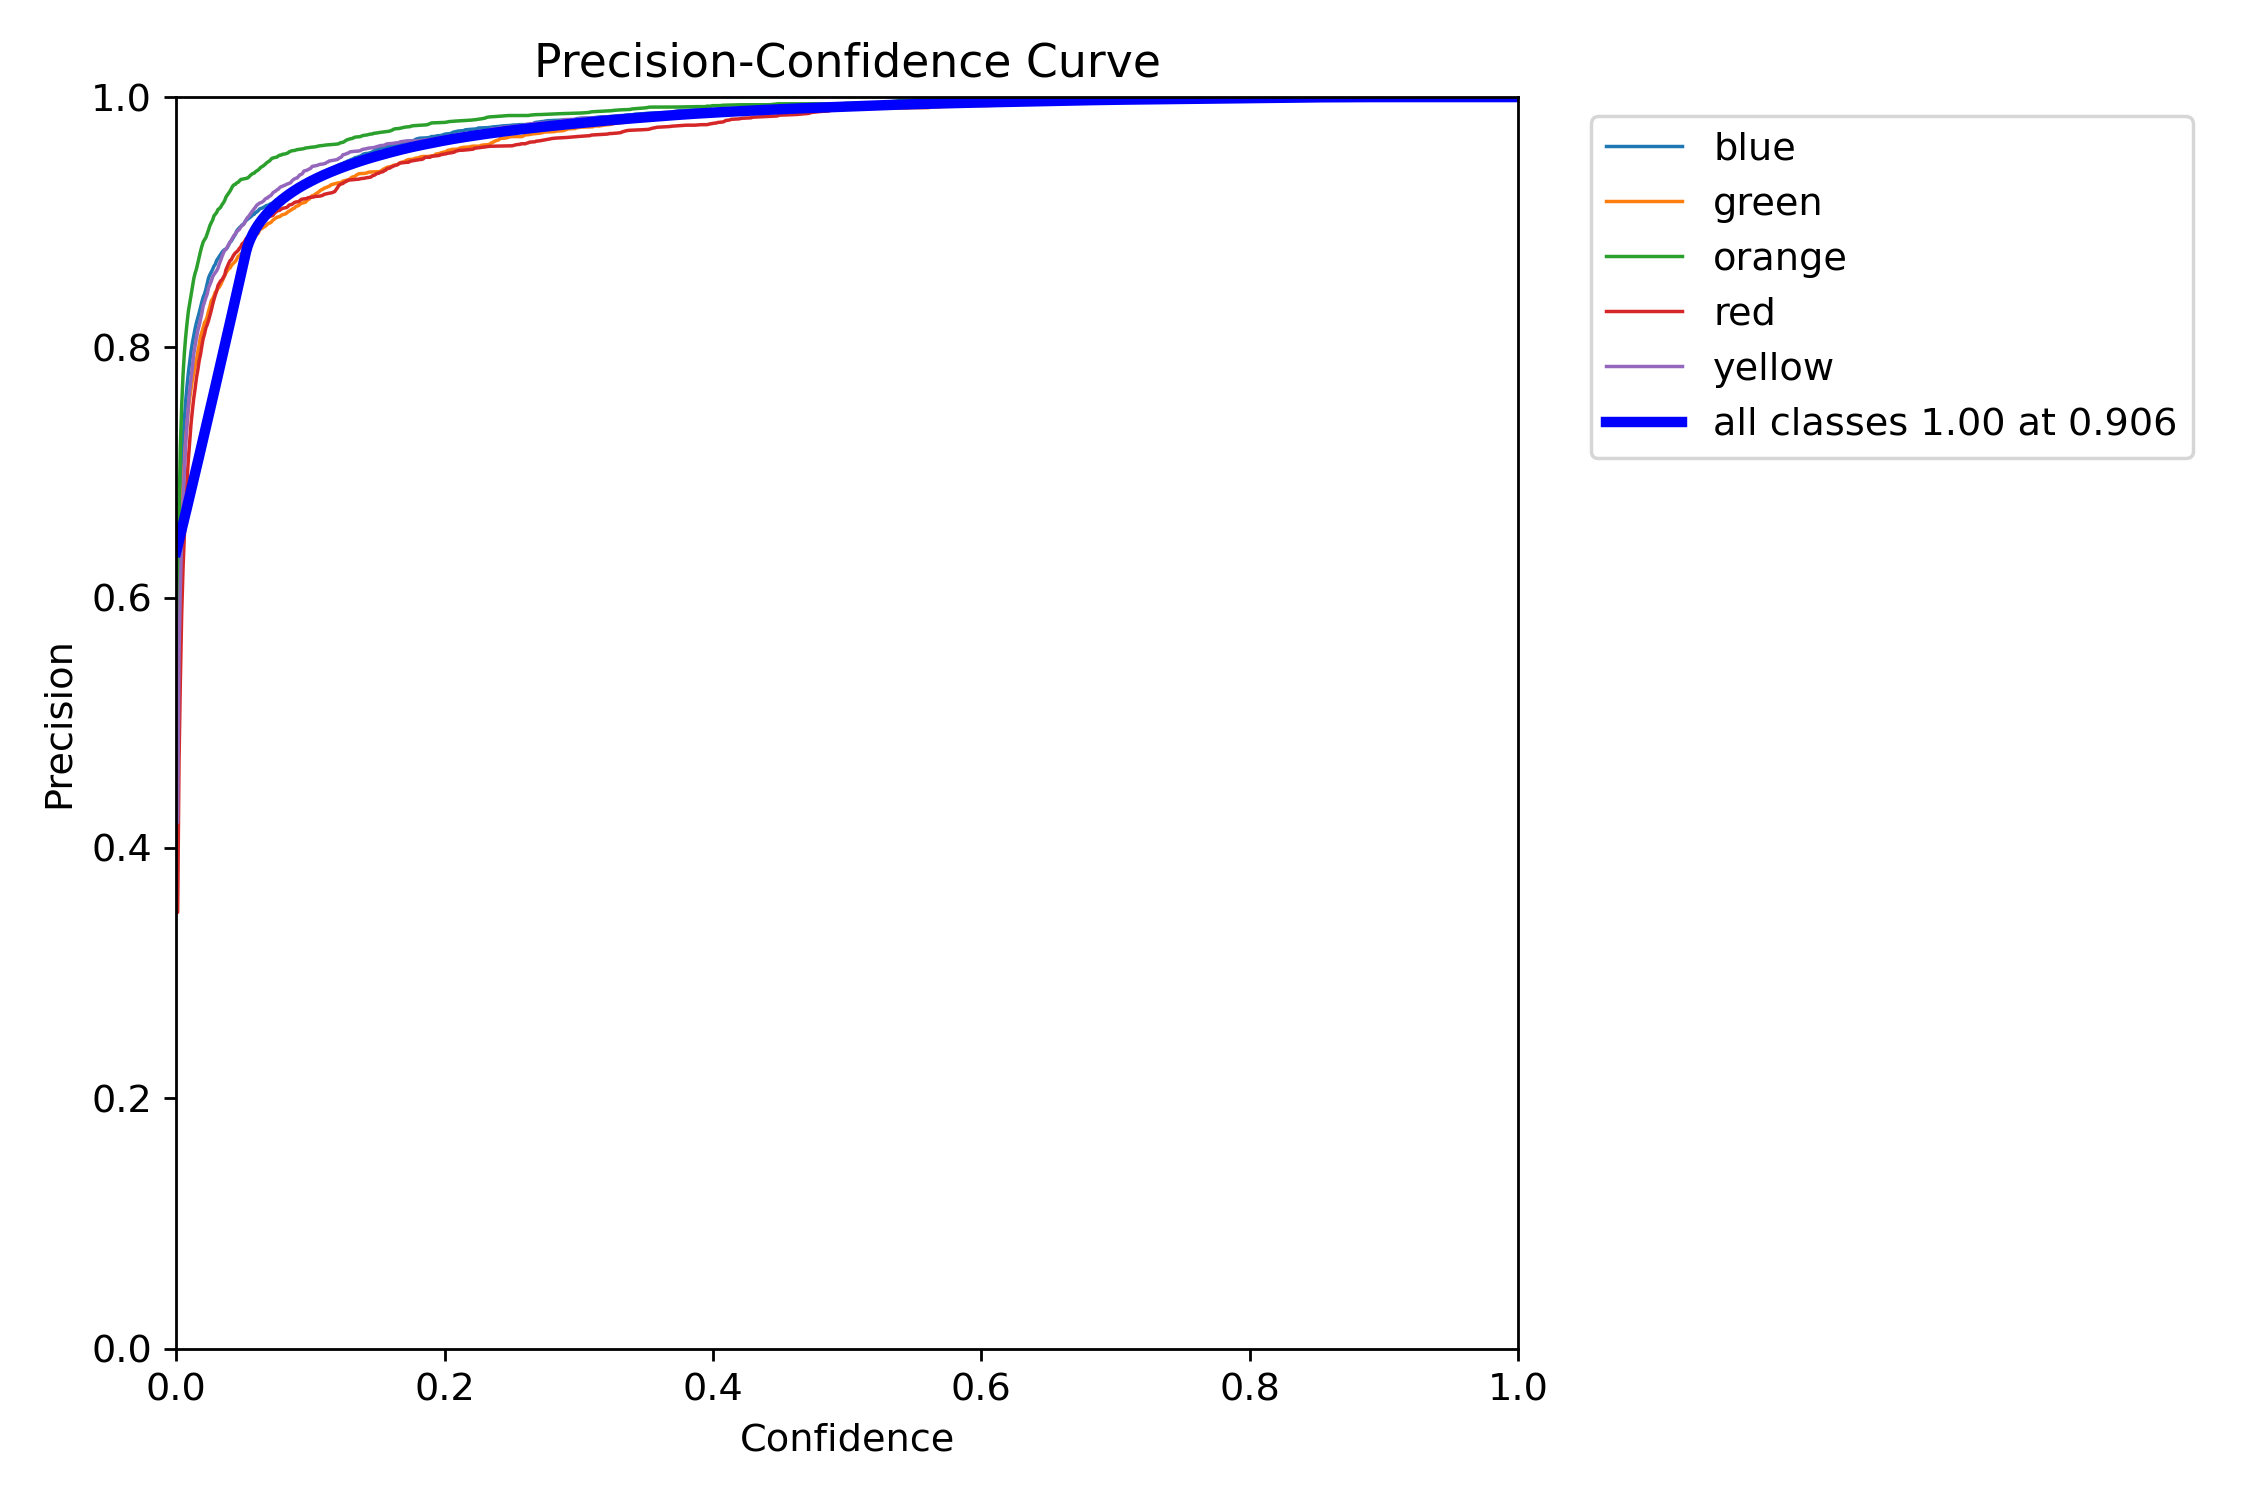 Precision-Confidence Curve
1.0
0.8
0.6
0.4
0.2
0.0
Precision
0.0 0.2 0.4 0.6 0.8 1.0
Confidence
blue
green
orange
red
yellow
all classes 1.00 at 0.906